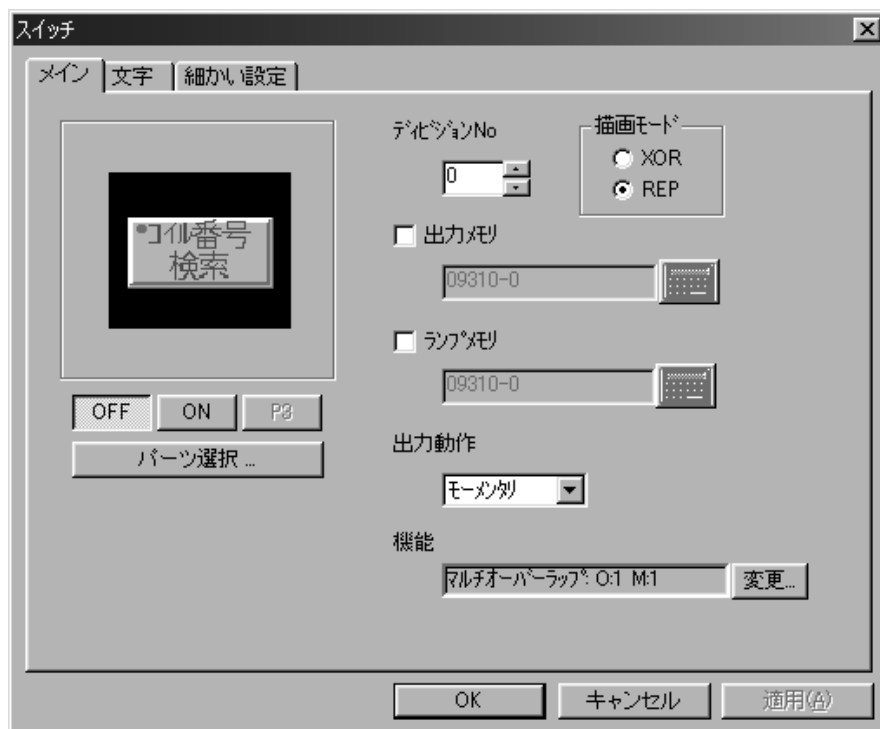 スイッチ
メイン 文字 細かい設定
ディビジョンNo
0
描画モード
XOR
REP
●コイル番号
検索
出力メモリ
09310-0
ランプメモリ
09310-0
OFF ON P3
パーツ選択 ...
出力動作
モーメンタリ
機能
マルチオーバーラップ: O:1 M:1 変更...
OK キャンセル 適用(A)